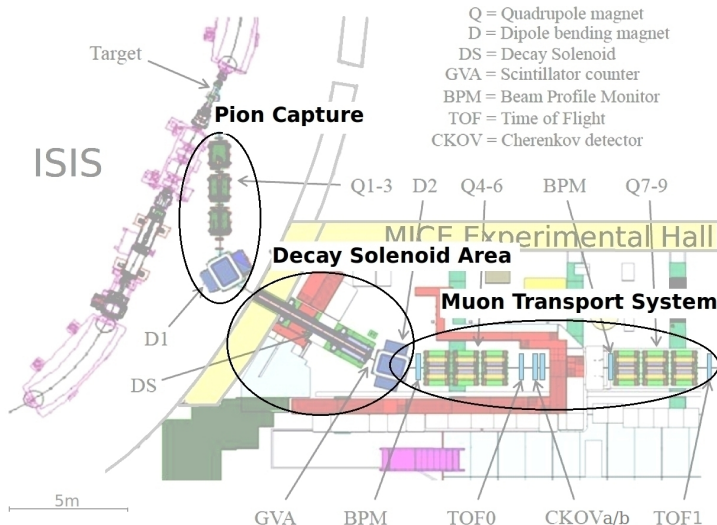 Q = Quadrupole magnet
D = Dipole bending magnet
DS = Decay Solenoid
GVA = Scintillator counter
BPM = Beam Profile Monitor
TOF = Time of Flight
CKOV = Cherenkov detector
Target
Pion Capture
ISIS
Q1-3
D2
Q4-6
BPM
Q7-9
MICE Experimental Hall
Decay Solenoid Area
Muon Transport System
D1
DS
5m
GVA
BPM
TOF0
CKOVa/b
TOF1